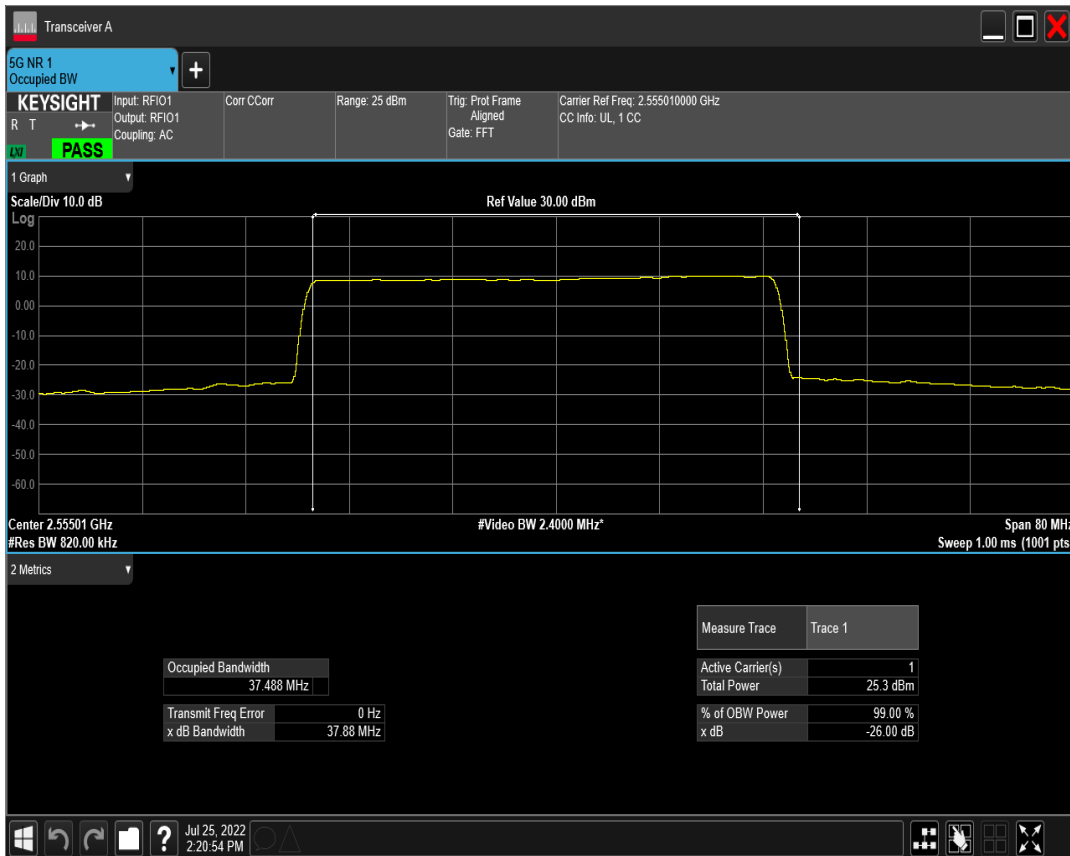 Transceiver A
5G NR 1
Occupied BW
+
KEYSIGHT
R T
LXI
PASS
Input: RFIO1
Output: RFIO1
Coupling: AC
Corr CCorr
Range: 25 dBm
Trig: Prot Frame
Aligned
Gate: FFT
Carrier Ref Freq: 2.555010000 GHz
CC Info: UL, 1 CC
1 Graph
Scale/Div 10.0 dB
Ref Value 30.00 dBm
Log
20.0
10.0
0.00
-10.0
-20.0
-30.0
-40.0
-50.0
-60.0
Center 2.55501 GHz
#Video BW 2.4000 MHz*
Span 80 MHz
#Res BW 820.00 kHz
Sweep 1.00 ms (1001 pts
2 Metrics
Measure Trace Trace 1
Occupied Bandwidth
37.488 MHz
Active Carrier(s) 1
Total Power 25.3 dBm
Transmit Freq Error 0 Hz
x dB Bandwidth 37.88 MHz
% of OBW Power 99.00 %
x dB -26.00 dB
?
Jul 25, 2022
2:20:54 PM